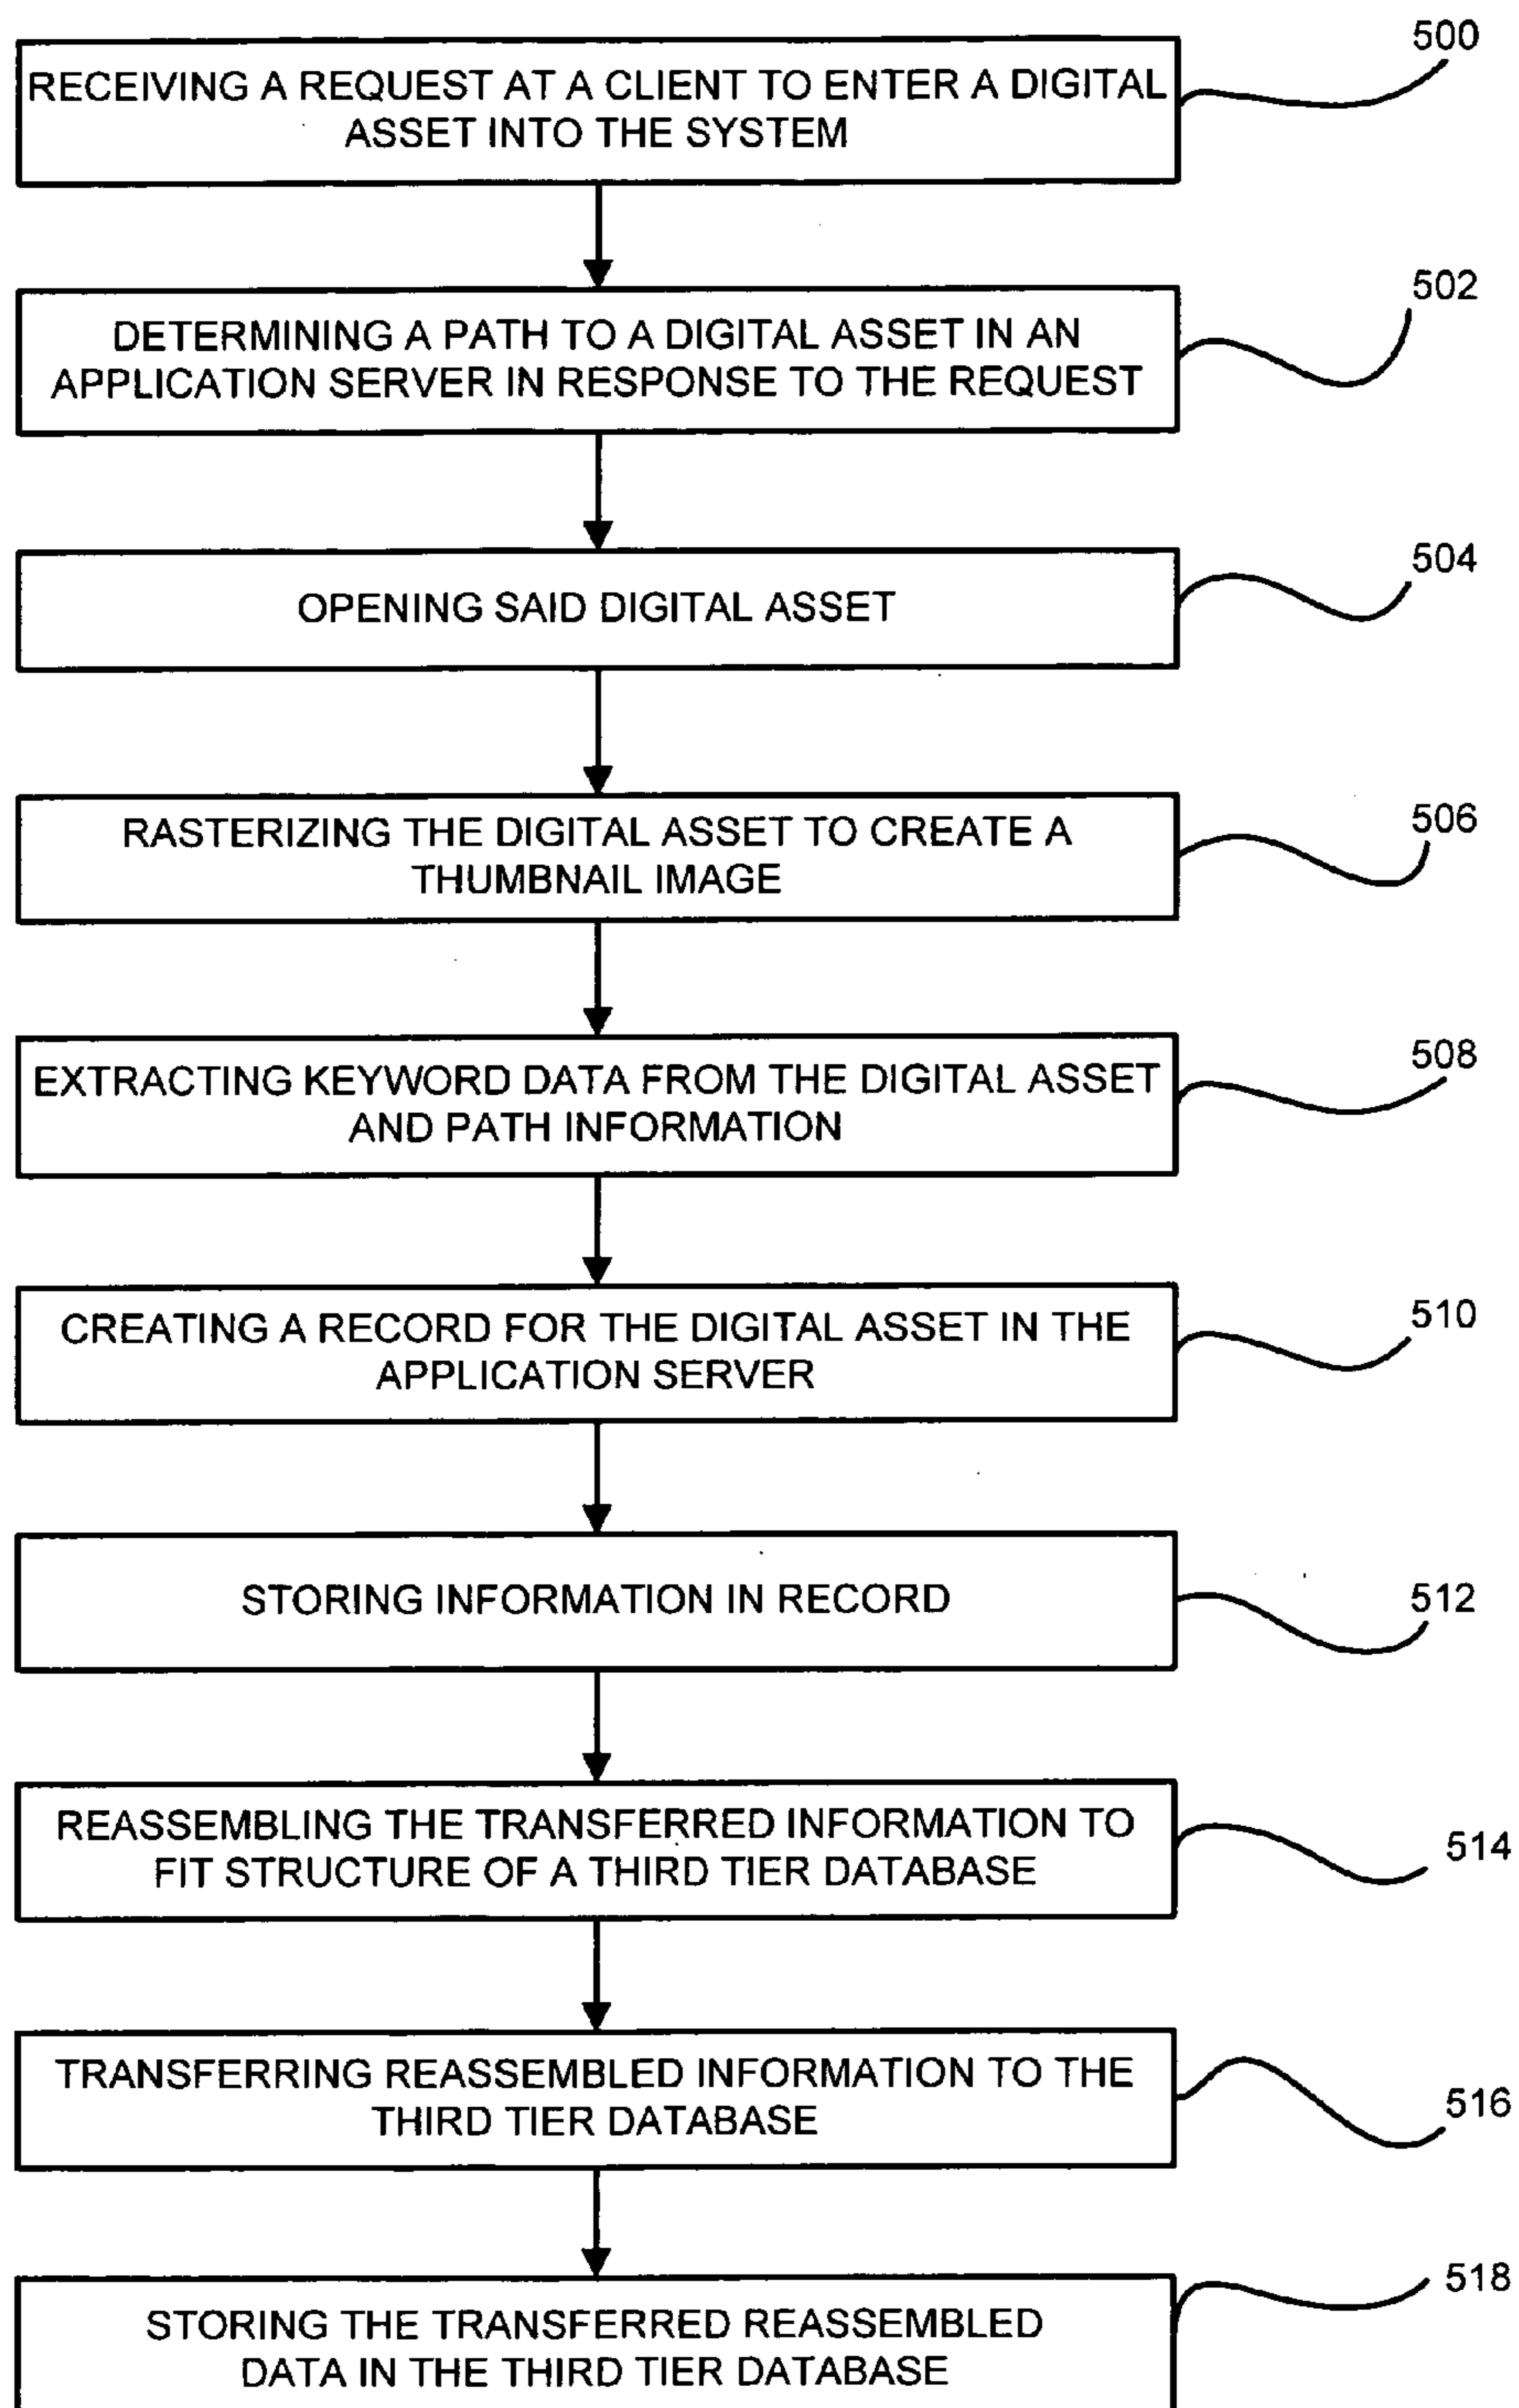 500
RECEIVING A REQUEST AT A CLIENT TO ENTER A DIGITAL
ASSET INTO THE SYSTEM
502
DETERMINING A PATH TO A DIGITAL ASSET IN AN
APPLICATION SERVER IN RESPONSE TO THE REQUEST
504
OPENING SAID DIGITAL ASSET
506
RASTERIZING THE DIGITAL ASSET TO CREATE A
THUMBNAIL IMAGE
508
EXTRACTING KEYWORD DATA FROM THE DIGITAL ASSET
AND PATH INFORMATION
510
CREATING A RECORD FOR THE DIGITAL ASSET IN THE
APPLICATION SERVER
512
STORING INFORMATION IN RECORD
514
REASSEMBLING THE TRANSFERRED INFORMATION TO
FIT STRUCTURE OF A THIRD TIER DATABASE
516
TRANSFERRING REASSEMBLED INFORMATION TO THE
THIRD TIER DATABASE
518
STORING THE TRANSFERRED REASSEMBLED
DATA IN THE THIRD TIER DATABASE